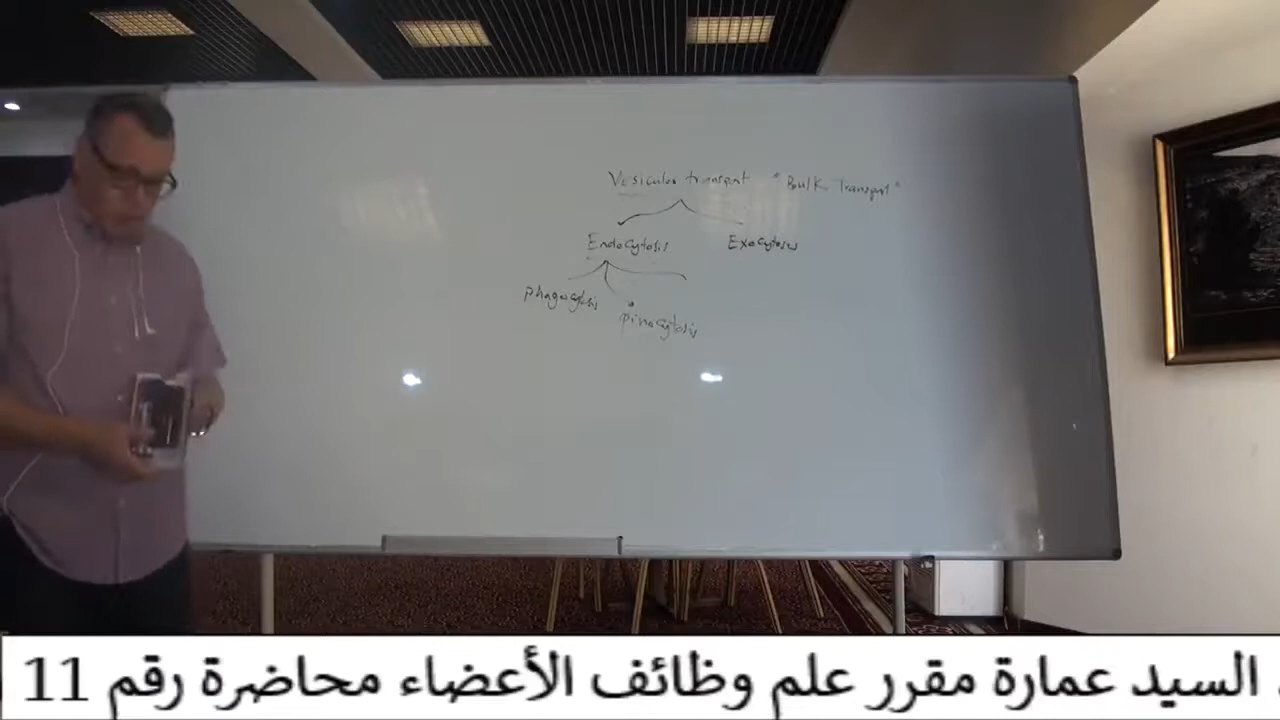 Vesicular transport "Bulk Transport"
Endocytosis Exocytosis
phagocytosis
pinocytosis
السيد عمارة مقرر علم وظائف الأعضاء محاضرة رقم 11